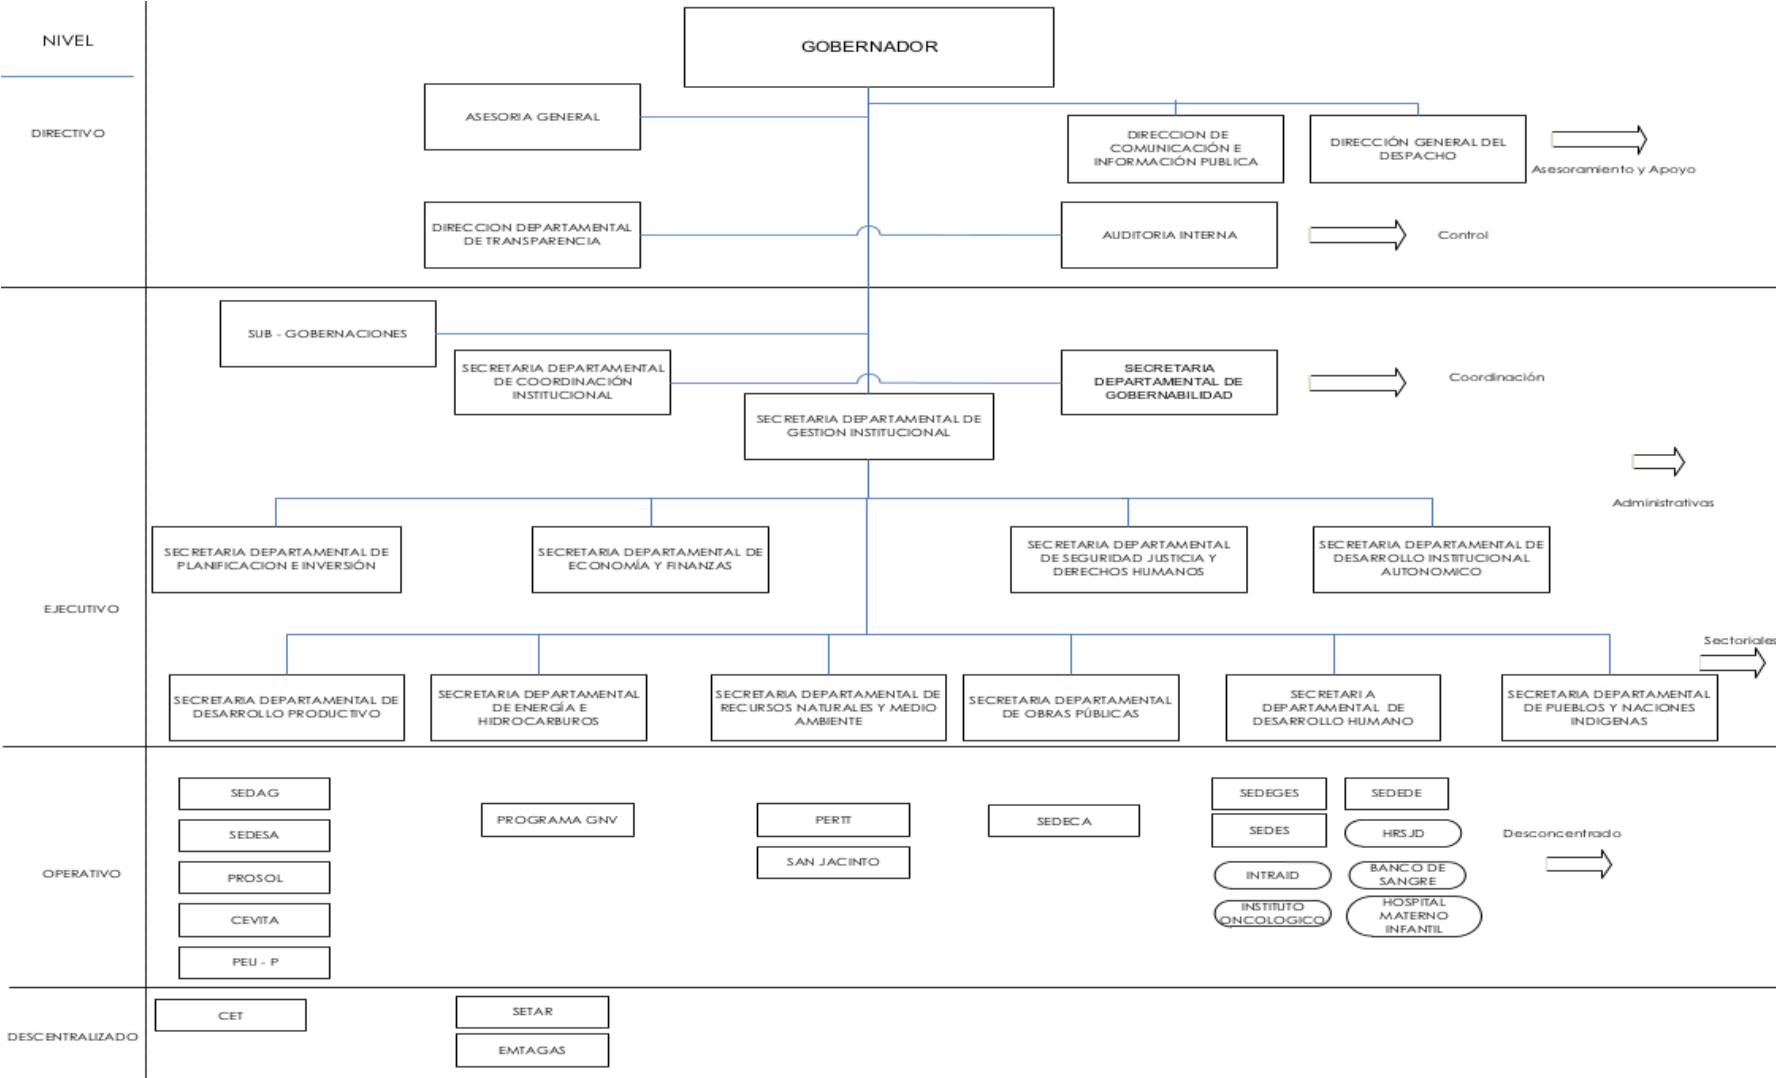 NIVEL
GOBERNADOR
DIRECTIVO
ASESORIA GENERAL
DIRECCION DE
COMUNICACIÓN E
INFORMACIÓN PUBLICA
DIRECCIÓN GENERAL DEL
DESPACHO
Asesoramiento y Apoyo
DIRECCION DEPARTAMENTAL
DE TRANSPARENCIA
AUDITORIA INTERNA
Control
SUB - GOBERNACIONES
SECRETARIA DEPARTAMENTAL
DE COORDINACIÓN
INSTITUCIONAL
SECRETARIA
DEPARTAMENTAL DE
GOBERNABILIDAD
Coordinación
SECRETARIA DEPARTAMENTAL DE
GESTION INSTITUCIONAL
Administrativas
EJECUTIVO
SECRETARIA DEPARTAMENTAL DE
PLANIFICACION E INVERSIÓN
SECRETARIA DEPARTAMENTAL DE
ECONOMÍA Y FINANZAS
SECRETARIA DEPARTAMENTAL
DE SEGURIDAD JUSTICIA Y
DERECHOS HUMANOS
SECRETARIA DEPARTAMENTAL DE
DESARROLLO INSTITUCIONAL
AUTONOMICO
Sectoriales
SECRETARIA DEPARTAMENTAL DE
DESARROLLO PRODUCTIVO
SECRETARIA DEPARTAMENTAL
DE ENERGÍA E
HIDROCARBUROS
SECRETARIA DEPARTAMENTAL DE
RECURSOS NATURALES Y MEDIO
AMBIENTE
SECRETARIA DEPARTAMENTAL
DE OBRAS PÚBLICAS
SECRETARIA
DEPARTAMENTAL DE
DESARROLLO HUMANO
SECRETARIA DEPARTAMENTAL
DE PUEBLOS Y NACIONES
INDIGENAS
OPERATIVO
SEDAG
SEDESA
PROSOL
CEVITA
PEU - P
PROGRAMA GNV
PERTT
SAN JACINTO
SEDECA
SEDEGES
SEDEDE
SEDES
HRSJD
INTRAID
BANCO DE
SANGRE
INSTITUTO
ONCOLOGICO
HOSPITAL
MATERNO
INFANTIL
Desconcentrado
DESCENTRALIZADO
CET
SETAR
EMTAGAS